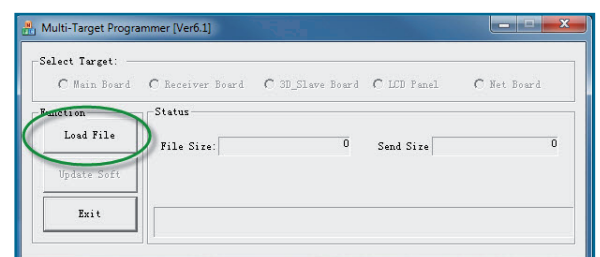 Multi-Target Programmer [Ver6.1]
Select Target:
Main Board Receiver Board 3D_Slave Board LCD Panel Net Board
Function
Status
Load File
File Size: 0 Send Size 0
Update Soft
Exit